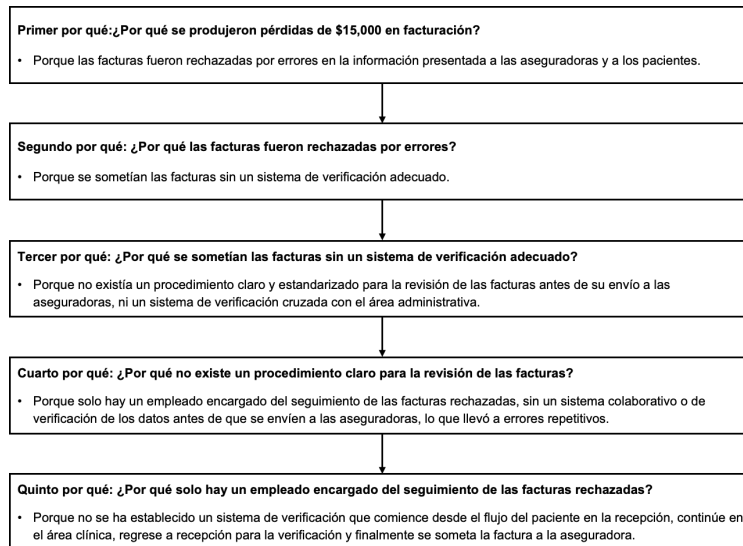 Primer por qué:¿Por qué se produjeron pérdidas de $15,000 en facturación?
• Porque las facturas fueron rechazadas por errores en la información presentada a las aseguradoras y a los pacientes.
Segundo por qué: ¿Por qué las facturas fueron rechazadas por errores?
• Porque se sometían las facturas sin un sistema de verificación adecuado.
Tercer por qué: ¿Por qué se sometían las facturas sin un sistema de verificación adecuado?
• Porque no existía un procedimiento claro y estandarizado para la revisión de las facturas antes de su envío a las
aseguradoras, ni un sistema de verificación cruzada con el área administrativa.
Cuarto por qué: ¿Por qué no existe un procedimiento claro para la revisión de las facturas?
• Porque solo hay un empleado encargado del seguimiento de las facturas rechazadas, sin un sistema colaborativo o de
verificación de los datos antes de que se envíen a las aseguradoras, lo que llevó a errores repetitivos.
Quinto por qué: ¿Por qué solo hay un empleado encargado del seguimiento de las facturas rechazadas?
• Porque no se ha establecido un sistema de verificación que comience desde el flujo del paciente en la recepción, continúe en
el área clínica, regrese a recepción para la verificación y finalmente se someta la factura a la aseguradora.